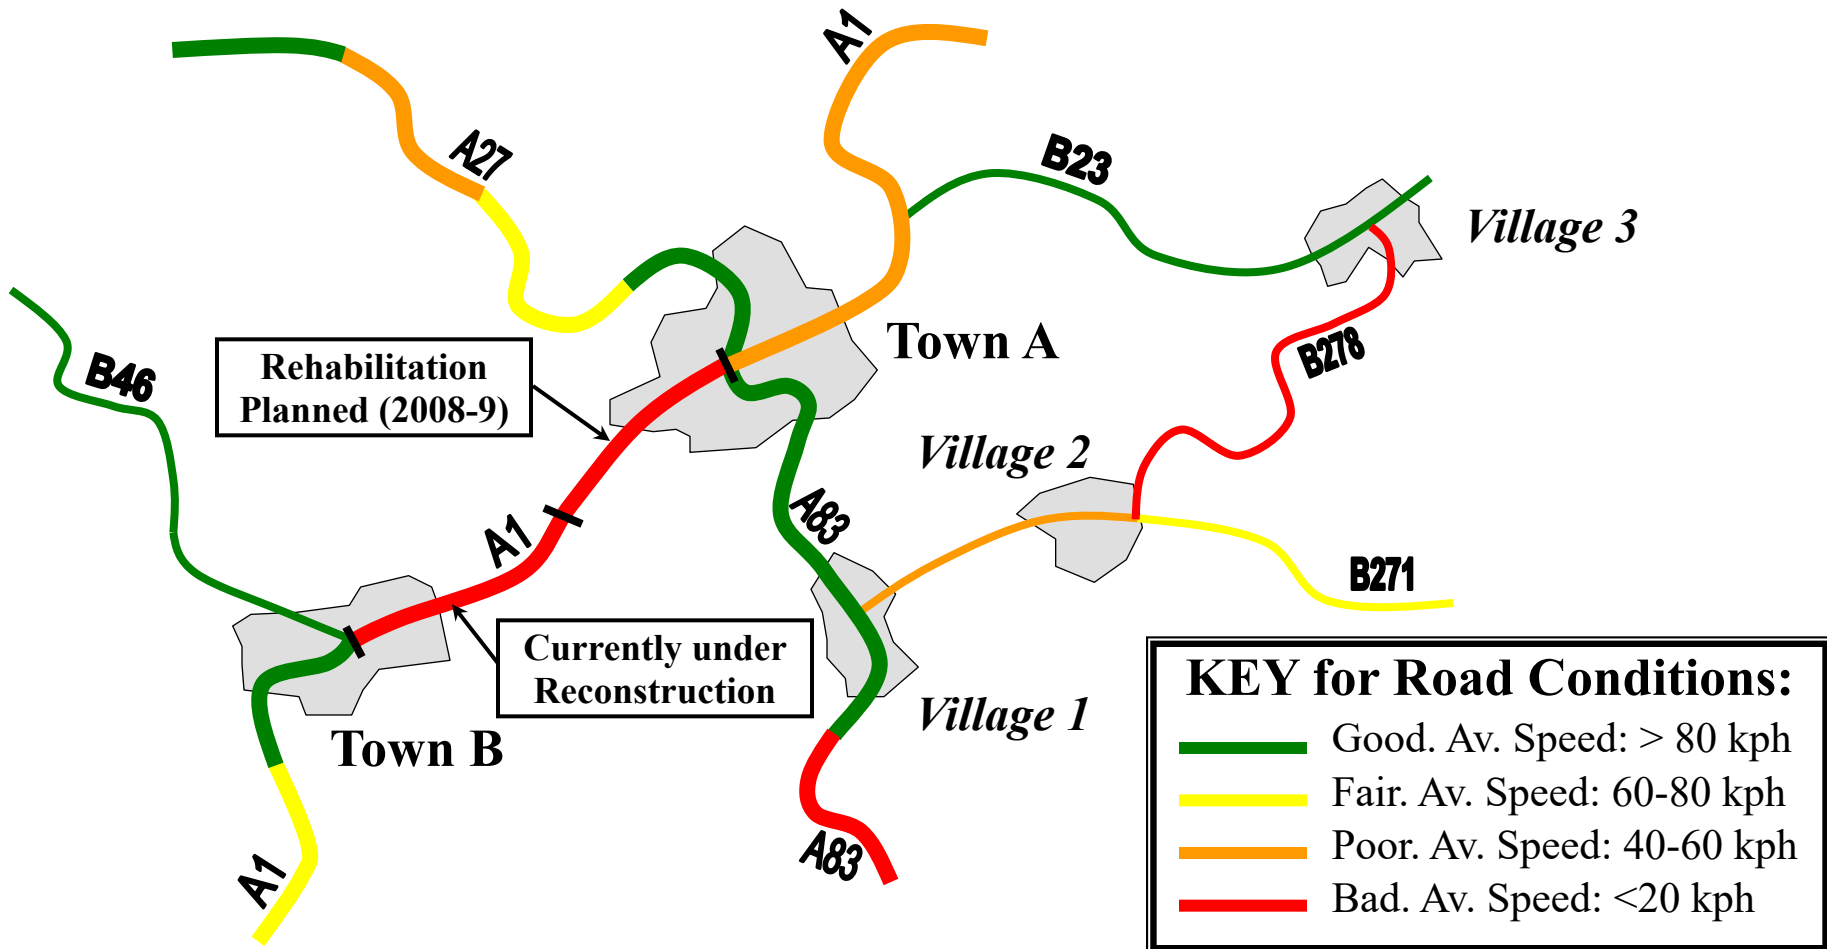 A1
A27
B23
Village 3
Town A
Rehabilitation
Planned (2008-9)
B46
B278
Village 2
A83
A1
B271
Currently under
Reconstruction
Village 1
Town B
A83
A1
KEY for Road Conditions:
Good. Av. Speed: > 80 kph
Fair. Av. Speed: 60-80 kph
Poor. Av. Speed: 40-60 kph
Bad. Av. Speed: <20 kph